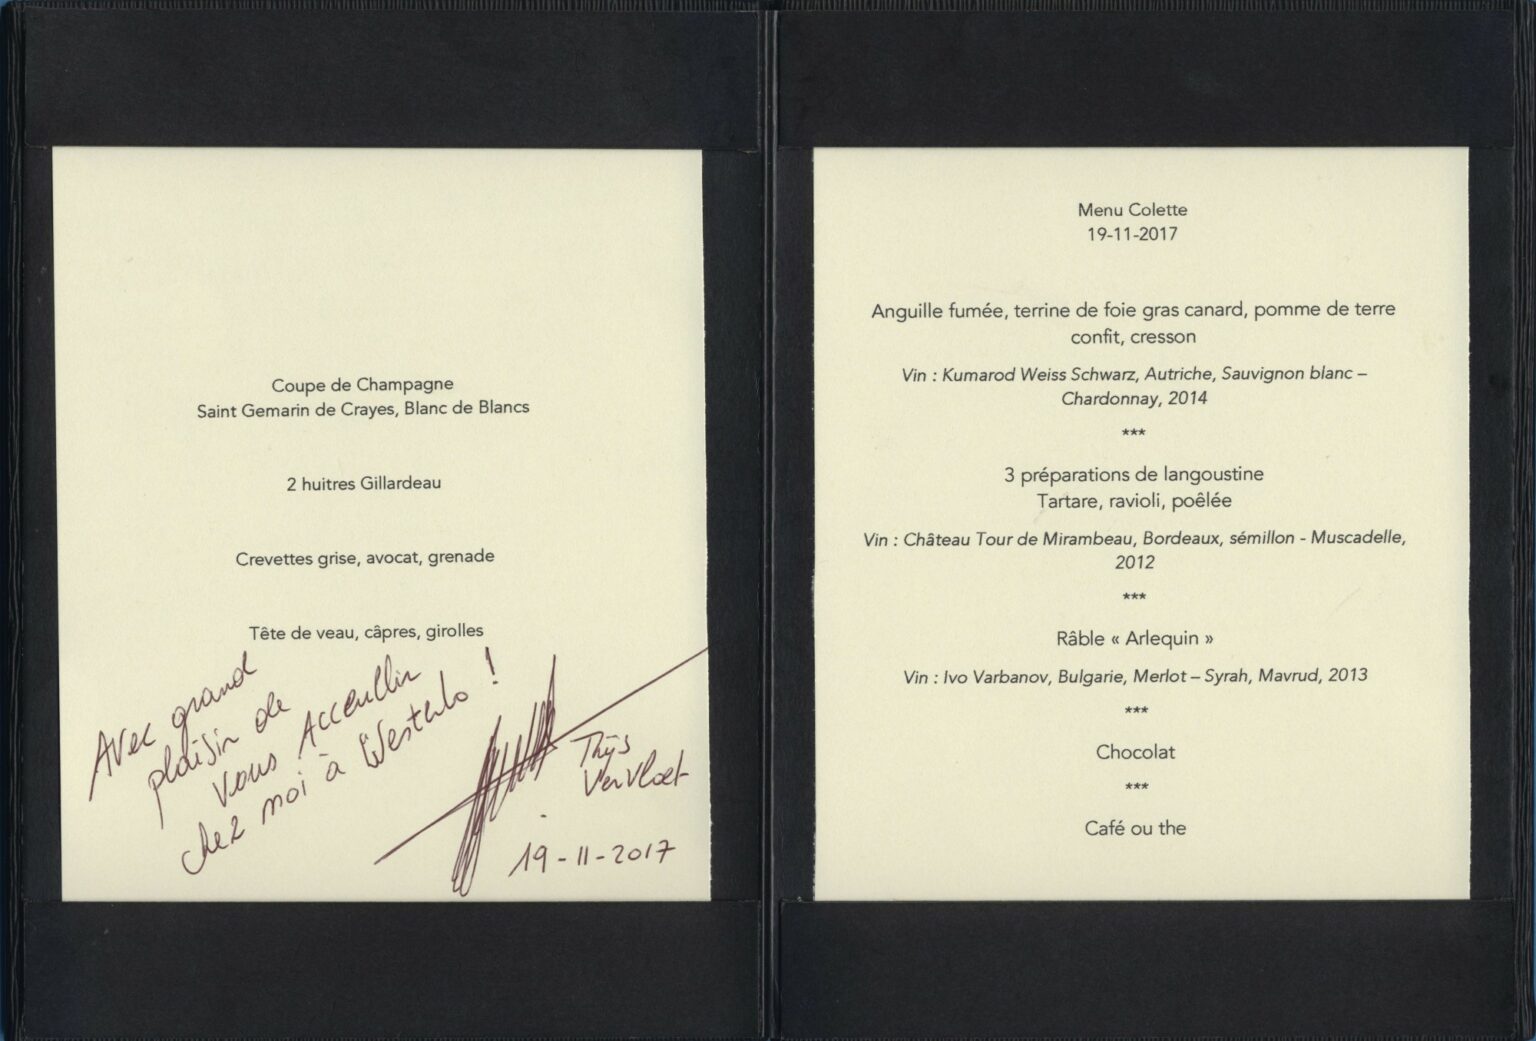 Coupe de Champagne
Saint Gemarin de Crayes, Blanc de Blancs
2 huitres Gillardeau
Crevettes grise, avocat, grenade
Tête de veau, câpres, girolles
Avec grand
plaisir de
vous Acceullir
chez moi à Westerlo !
Thijs
Vervloet
19-11-2017
Menu Colette
19-11-2017
Anguille fumée, terrine de foie gras canard, pomme de terre
confit, cresson
Vin : Kumarod Weiss Schwarz, Autriche, Sauvignon blanc –
Chardonnay, 2014
***
3 préparations de langoustine
Tartare, ravioli, poêlée
Vin : Château Tour de Mirambeau, Bordeaux, sémillon - Muscadelle,
2012
***
Râble « Arlequin »
Vin : Ivo Varbanov, Bulgarie, Merlot – Syrah, Mavrud, 2013
***
Chocolat
***
Café ou the